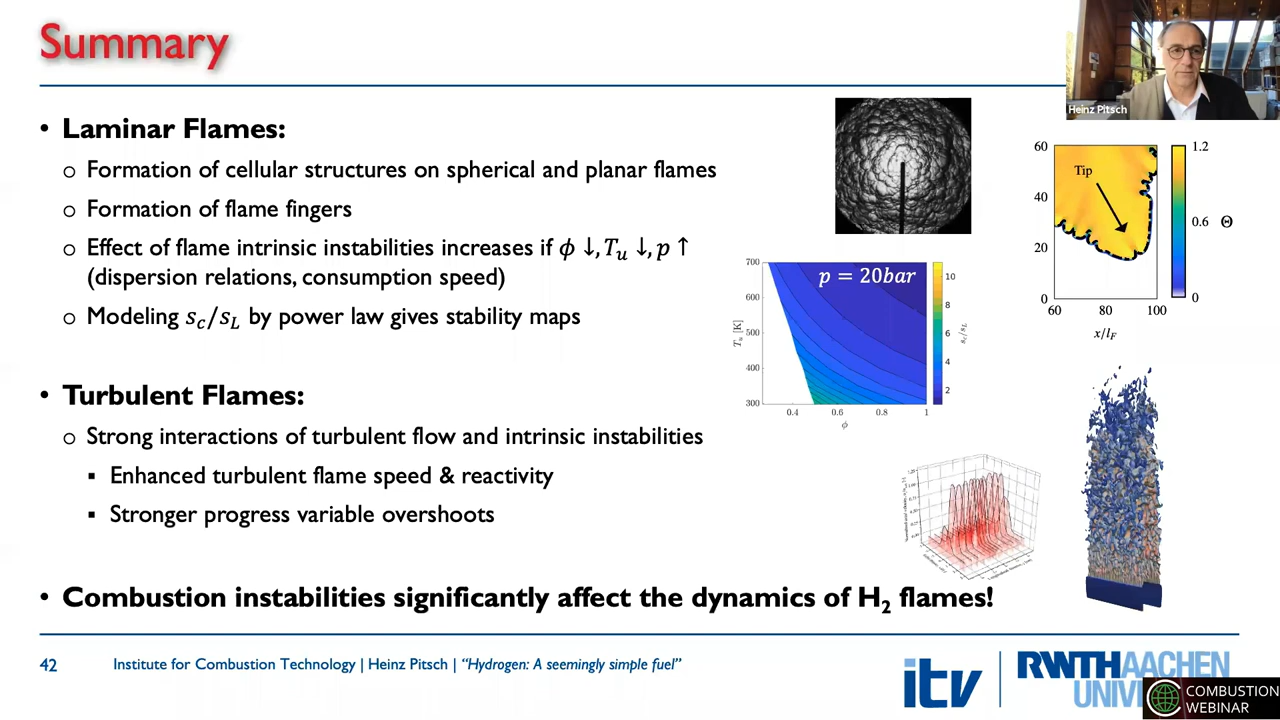 Summary
Heinz Pitsch
• Laminar Flames:
o Formation of cellular structures on spherical and planar flames
o Formation of flame fingers
o Effect of flame intrinsic instabilities increases if ϕ ↓, Tᵤ ↓, p ↑
(dispersion relations, consumption speed)
o Modeling s_c/s_L by power law gives stability maps
60
40
20
0
Tip
60 80 100
x/l_F
1.2
0.6 Θ
0
p = 20bar
700
600
500
400
300
T_u [K]
0.4 0.6 0.8 1
ϕ
10
8
6
4
2
s_c/s_L
• Turbulent Flames:
o Strong interactions of turbulent flow and intrinsic instabilities
▪ Enhanced turbulent flame speed & reactivity
▪ Stronger progress variable overshoots
• Combustion instabilities significantly affect the dynamics of H₂ flames!
42 Institute for Combustion Technology | Heinz Pitsch | “Hydrogen: A seemingly simple fuel”
itv
RWTHAACHEN
UNIV
COMBUSTION
WEBINAR